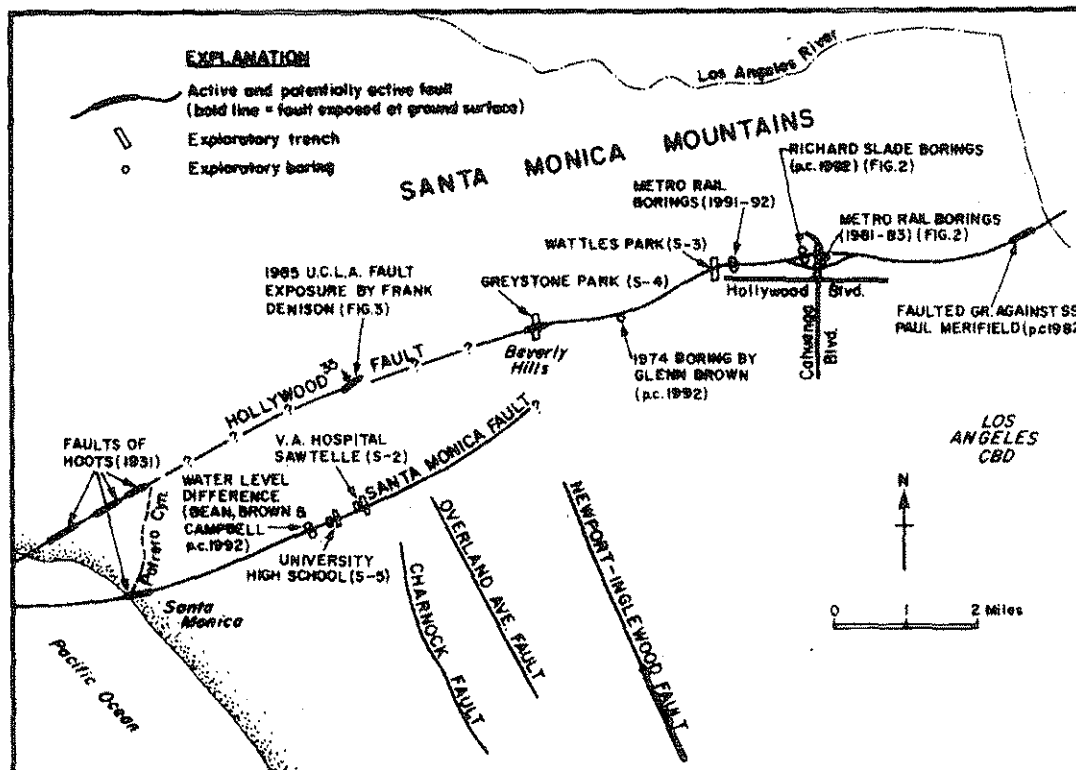 EXPLANATION
Active and potentially active fault
(bold line = fault exposed at ground surface)
Exploratory trench
Exploratory boring
Los Angeles River
SANTA MONICA MOUNTAINS
RICHARD SLADE BORINGS
(p.c. 1992) (FIG.2)
METRO RAIL
BORINGS (1991-92)
METRO RAIL BORINGS
(1981-83) (FIG.2)
WATTLES PARK (S-3)
1985 U.C.L.A. FAULT
EXPOSURE BY FRANK
DENISON (FIG.3)
GREYSTONE PARK (S-4)
Hollywood Blvd.
Cahuenga
Blvd.
FAULTED GR. AGAINST SS
PAUL MERIFIELD (p.c.1982
Beverly
Hills
1974 BORING BY
GLENN BROWN
(p.c. 1992)
HOLLYWOOD FAULT
35
?
?
?
?
?
?
LOS
ANGELES
CBD
FAULTS OF
HOOTS (1931)
V.A. HOSPITAL
SAWTELLE (S-2)
SANTA MONICA FAULT
?
WATER LEVEL
DIFFERENCE
(BEAN, BROWN &
CAMPBELL
p.c. 1992)
UNIVERSITY
HIGH SCHOOL (S-5)
Potrero Cyn.
OVERLAND AVE. FAULT
NEWPORT-INGLEWOOD FAULT
CHARNOCK FAULT
N
0 1 2 Miles
Santa
Monica
Pacific Ocean